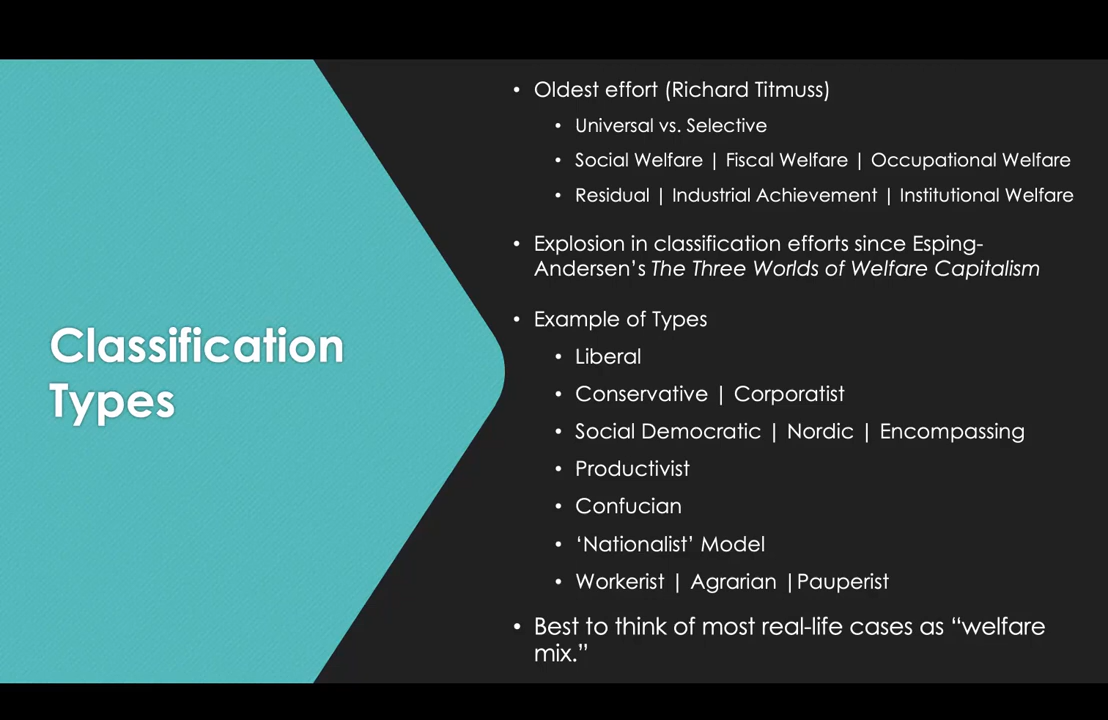 Classification
Types
• Oldest effort (Richard Titmuss)
• Universal vs. Selective
• Social Welfare | Fiscal Welfare | Occupational Welfare
• Residual | Industrial Achievement | Institutional Welfare
• Explosion in classification efforts since Esping-
Andersen’s The Three Worlds of Welfare Capitalism
• Example of Types
• Liberal
• Conservative | Corporatist
• Social Democratic | Nordic | Encompassing
• Productivist
• Confucian
• ‘Nationalist’ Model
• Workerist | Agrarian |Pauperist
• Best to think of most real-life cases as “welfare
mix.”